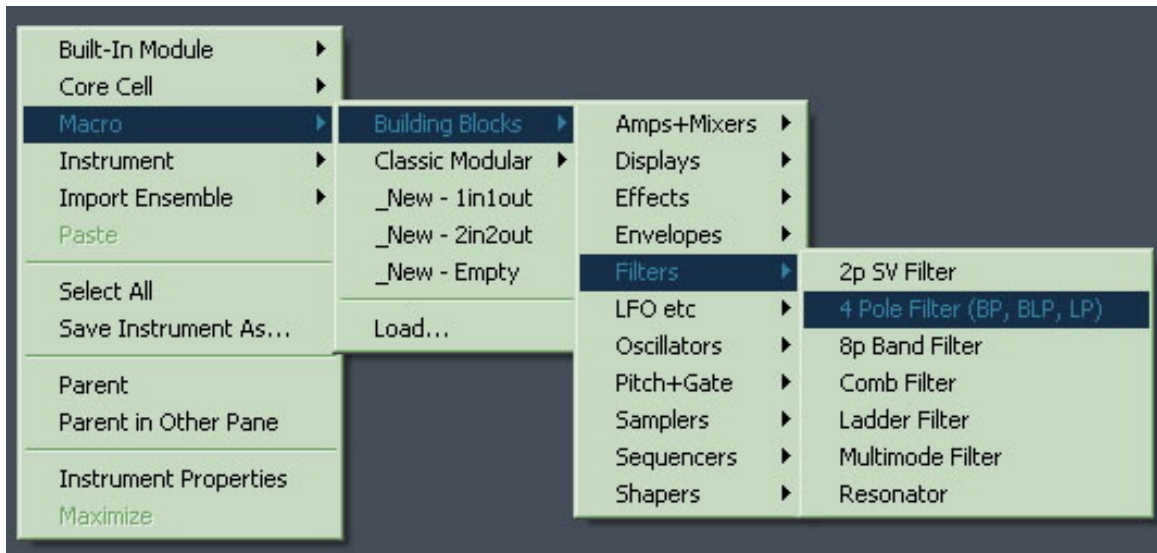 Built-In Module
Core Cell
Macro
Instrument
Import Ensemble
Paste
Select All
Save Instrument As...
Parent
Parent in Other Pane
Instrument Properties
Maximize
Building Blocks
Classic Modular
_New - 1in1out
_New - 2in2out
_New - Empty
Load...
Amps+Mixers
Displays
Effects
Envelopes
Filters
LFO etc
Oscillators
Pitch+Gate
Samplers
Sequencers
Shapers
2p SV Filter
4 Pole Filter (BP, BLP, LP)
8p Band Filter
Comb Filter
Ladder Filter
Multimode Filter
Resonator